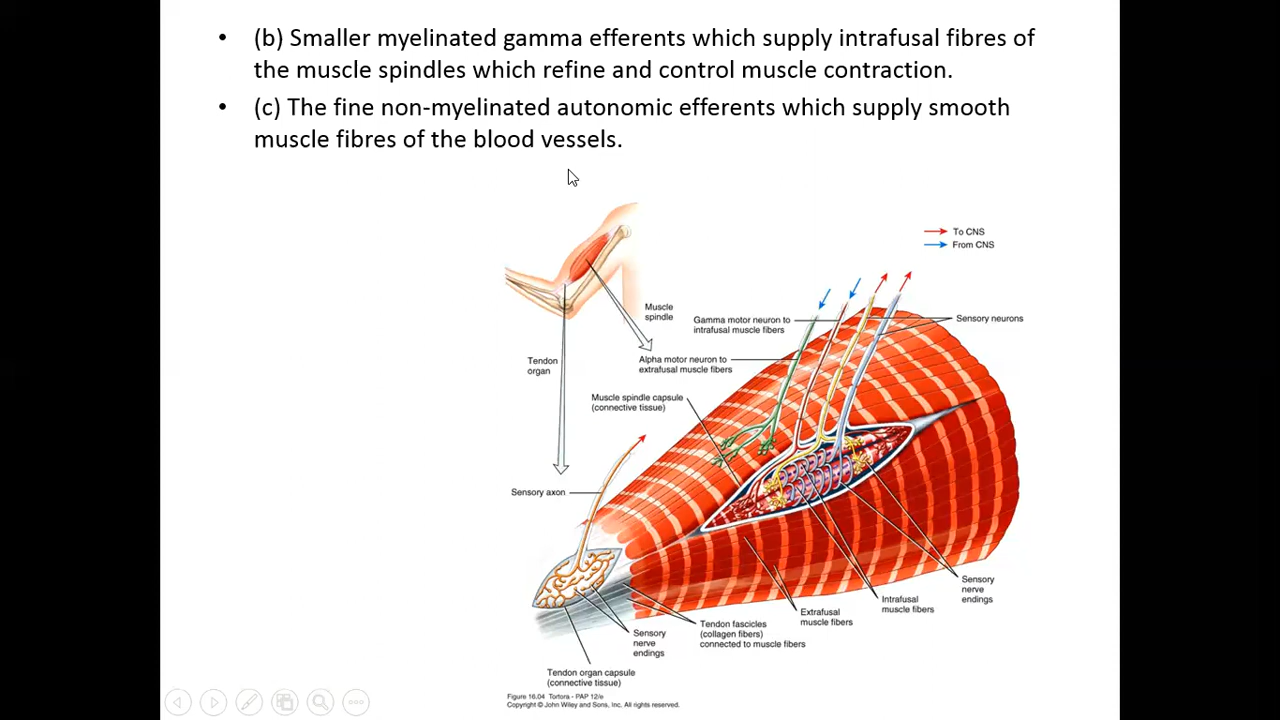 • (b) Smaller myelinated gamma efferents which supply intrafusal fibres of
the muscle spindles which refine and control muscle contraction.
• (c) The fine non-myelinated autonomic efferents which supply smooth
muscle fibres of the blood vessels.
To CNS
From CNS
Muscle
spindle
Gamma motor neuron to
intrafusal muscle fibers
Sensory neurons
Tendon
organ
Alpha motor neuron to
extrafusal muscle fibers
Muscle spindle capsule
(connective tissue)
Sensory axon
Sensory
nerve
endings
Intrafusal
muscle fibers
Extrafusal
muscle fibers
Tendon fascicles
(collagen fibers)
connected to muscle fibers
Sensory
nerve
endings
Tendon organ capsule
(connective tissue)
Figure 16.04 Tortora - PAP 12/e
Copyright © John Wiley and Sons, Inc. All rights reserved.